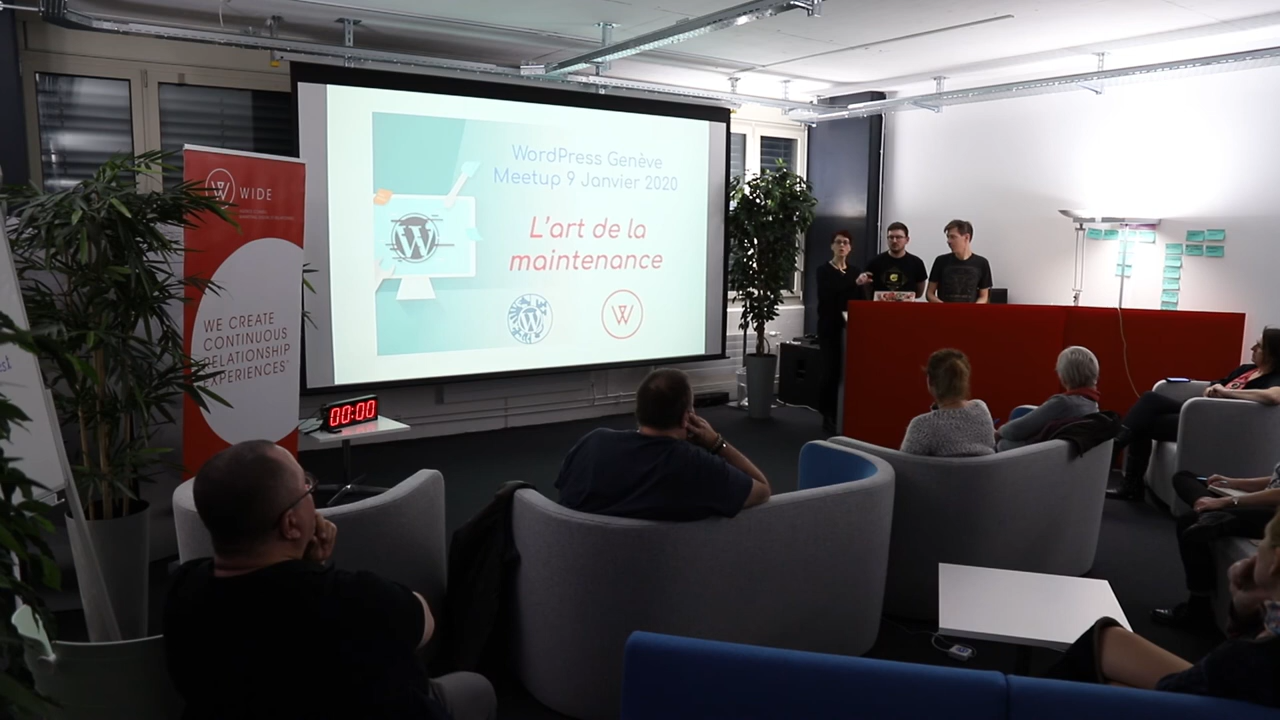 WIDE
WE CREATE
CONTINUOUS
RELATIONSHIP
EXPERIENCES
WordPress Genève
Meetup 9 Janvier 2020
L'art de la
maintenance
00:00